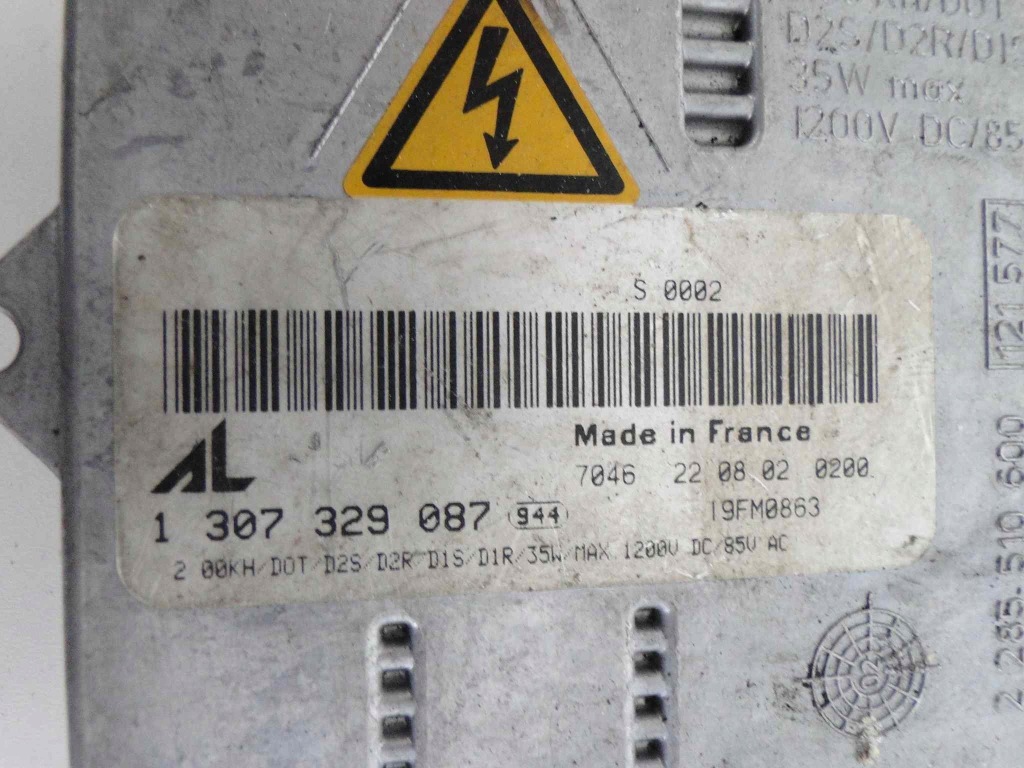 D2S/D2R/D1S
35W max
1200V DC/85
S 0002
AL
Made in France
7046 22 08 02 0200
1 307 329 087 944
19FM0863
2 00KH/DOT/D2S/D2R D1S/D1R/35W/MAX 1200V DC/85V AC
121 577
2 285.510 600
02